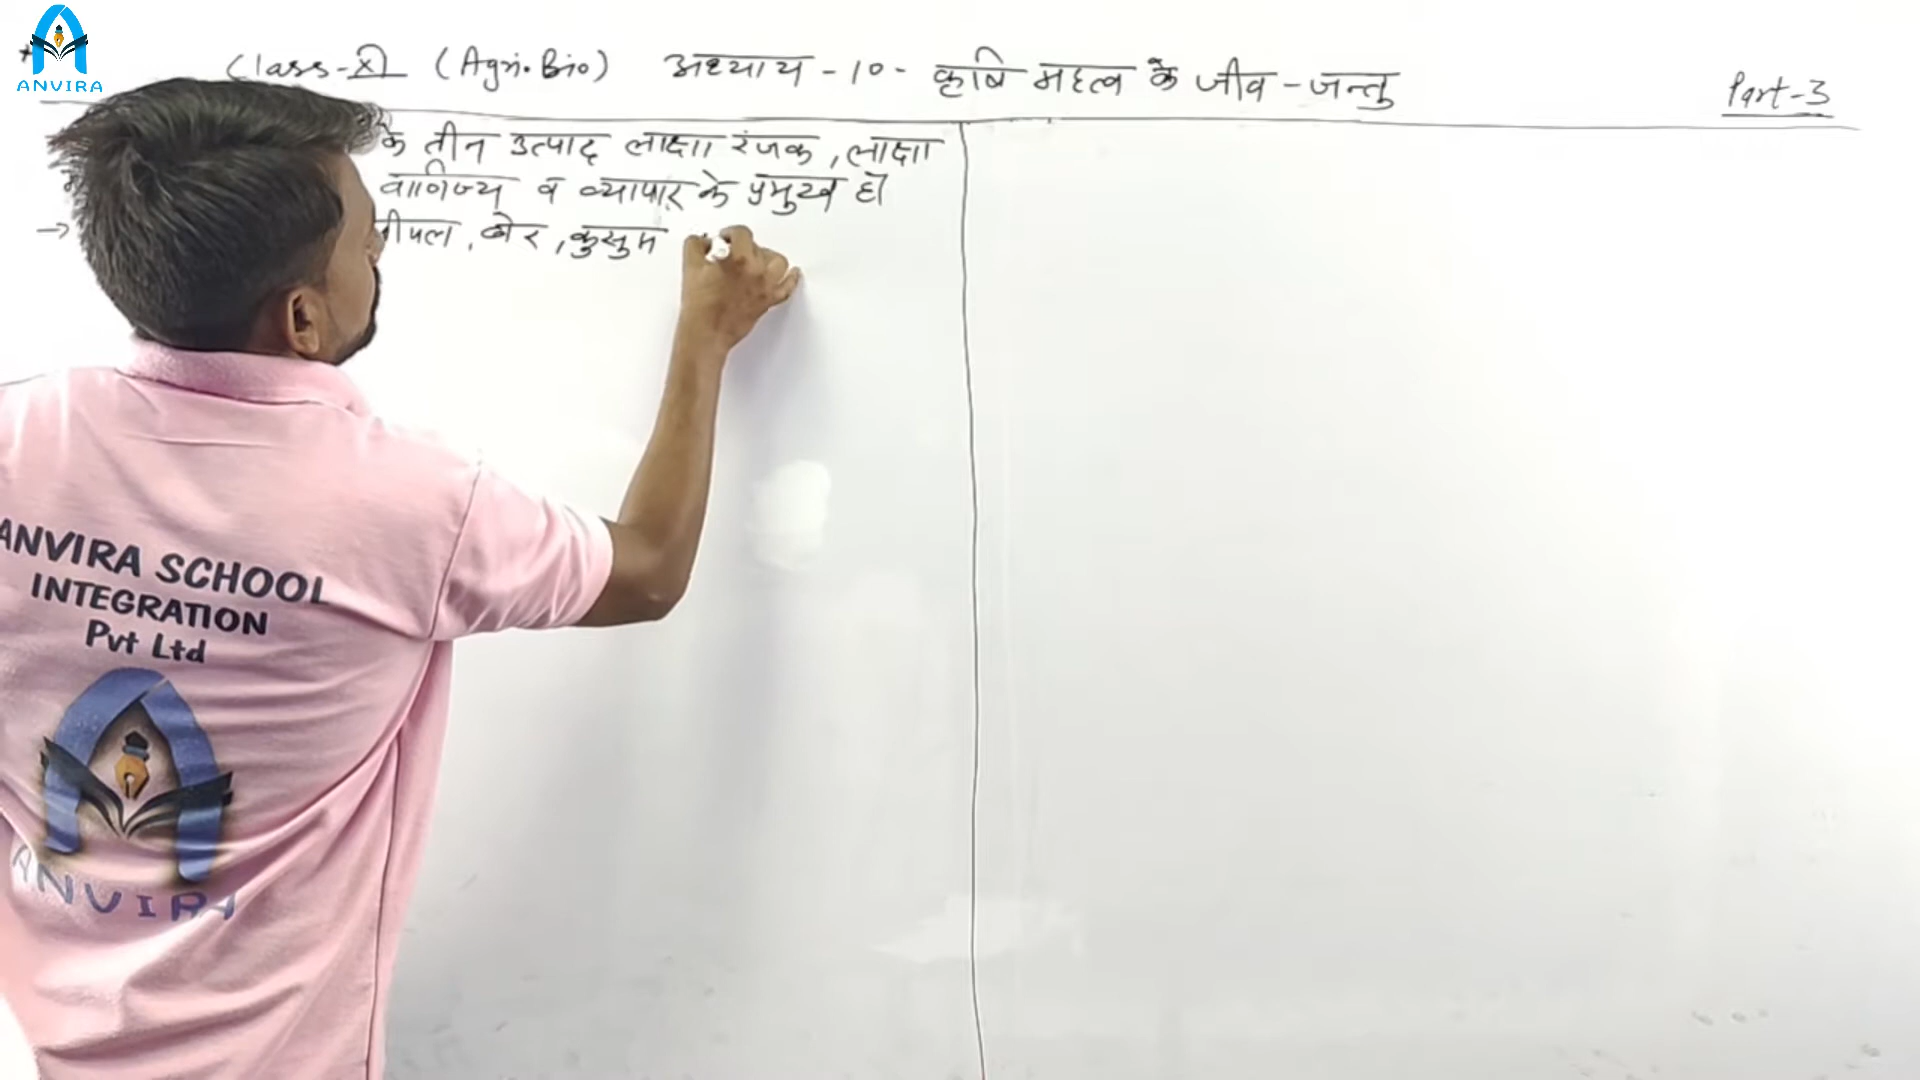 ANVIRA
Class-XI (Agri.Bio) अध्याय-10- कृषि महत्व के जीव-जन्तु
Part-3
के तीन उत्पाद लाक्षा रंजक, लाक्षा
वाणिज्य व व्यापार के प्रमुख है
→ पीपल, बेर, कुसुम
ANVIRA SCHOOL
INTEGRATION
Pvt Ltd
ANVIRA